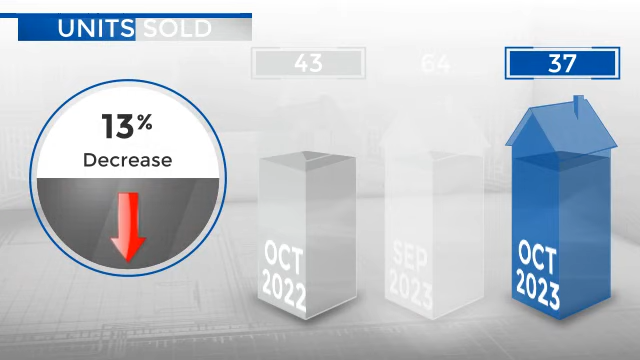 UNITS SOLD
13%
Decrease
43
64
37
OCT
2022
SEP
2023
OCT
2023